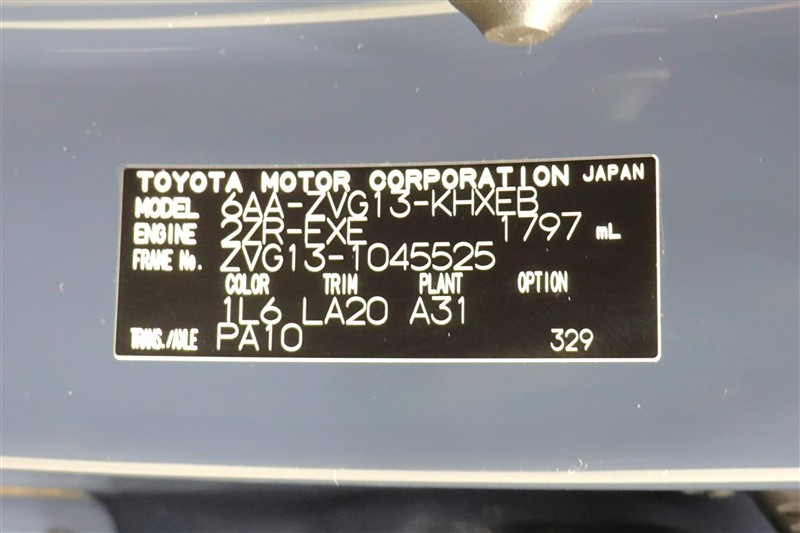 TOYOTA MOTOR CORPORATION JAPAN
MODEL 6AA-ZVG13-KHXEB
ENGINE 2ZR-EXE 1797 mL
FRAME No. ZVG13-1045525
COLOR TRIM PLANT OPTION
1L6 LA20 A31
TRANS./AXLE PA10 329